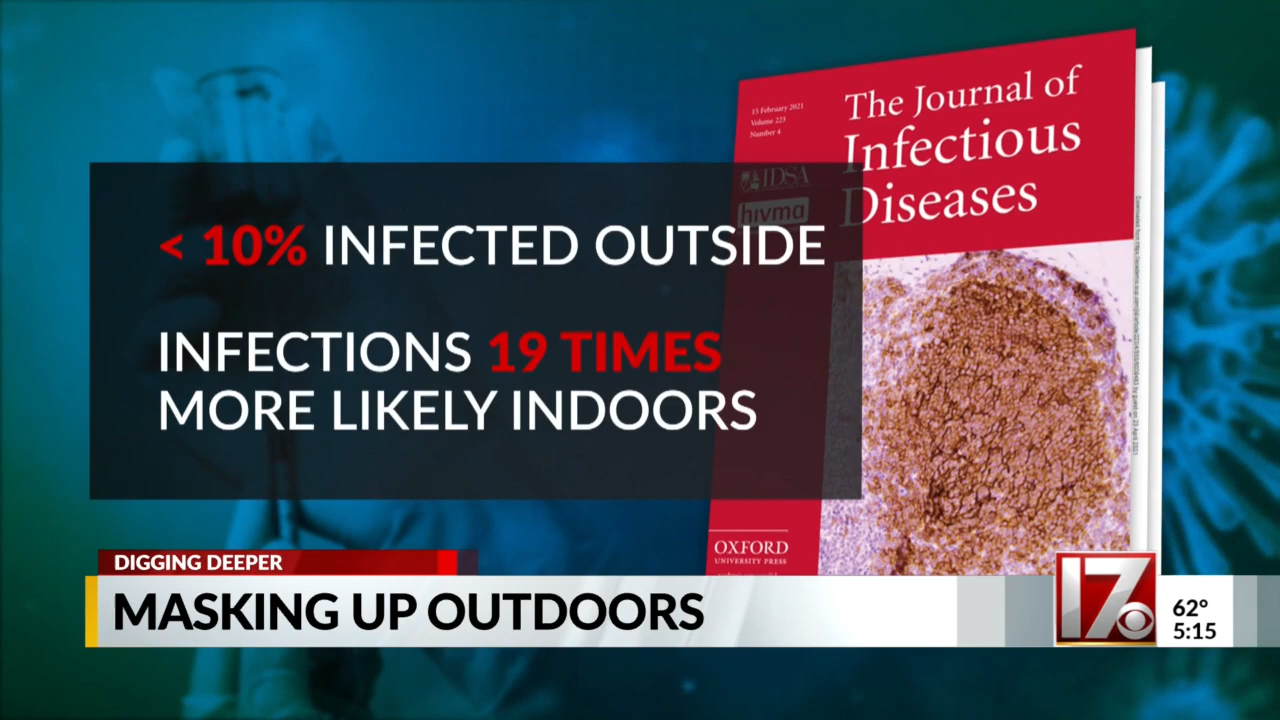 15 February 2021
Volume 223
Number 4
The Journal of
Infectious
Diseases
IDSA
hivma
< 10% INFECTED OUTSIDE
INFECTIONS 19 TIMES
MORE LIKELY INDOORS
OXFORD
UNIVERSITY PRESS
DIGGING DEEPER
MASKING UP OUTDOORS
17
62°
5:15